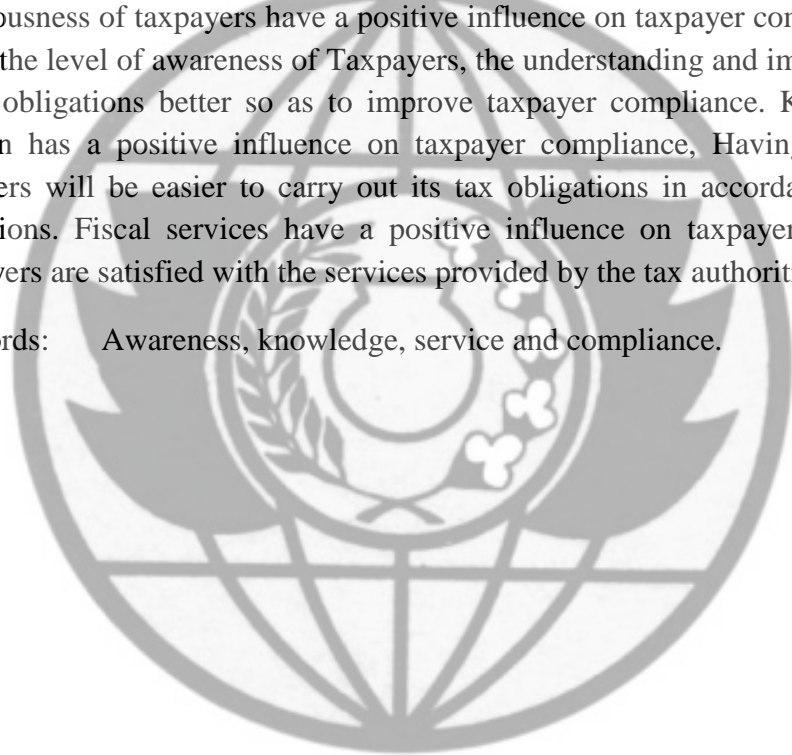 ousness of taxpayers have a positive influence on taxpayer con
the level of awareness of Taxpayers, the understanding and im
obligations better so as to improve taxpayer compliance. K
n has a positive influence on taxpayer compliance, Having
ers will be easier to carry out its tax obligations in accorda
ions. Fiscal services have a positive influence on taxpayer
yers are satisfied with the services provided by the tax authoriti
ords: Awareness, knowledge, service and compliance.